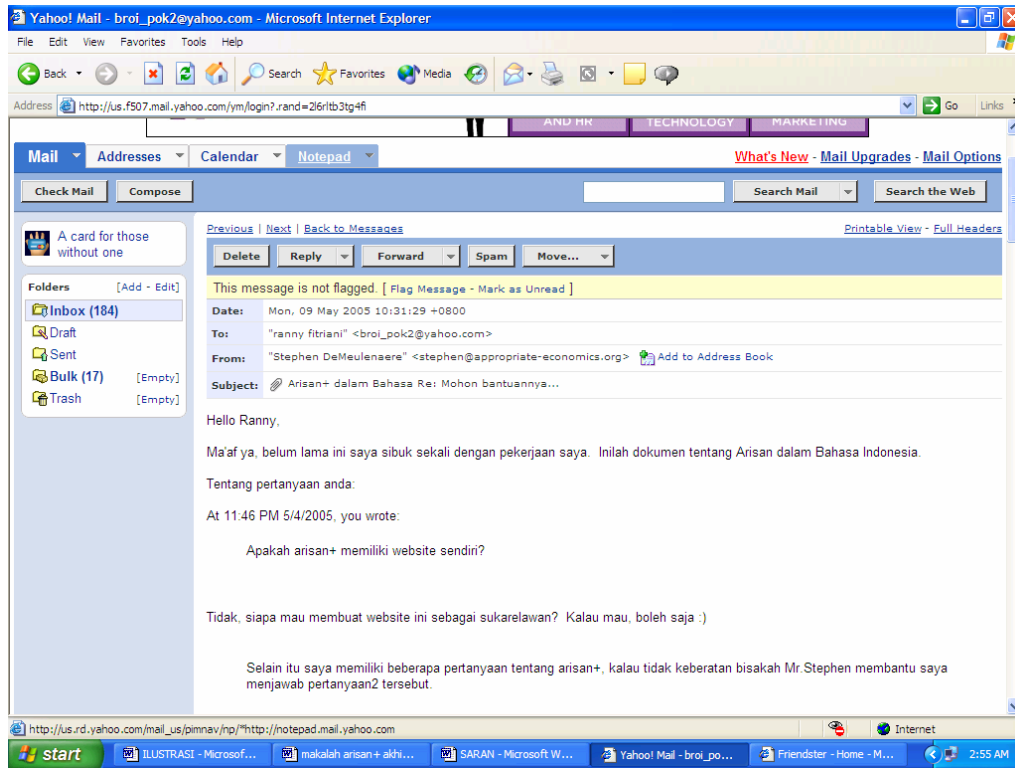 Yahoo! Mail - broi_pok2@yahoo.com - Microsoft Internet Explorer
File Edit View Favorites Tools Help
Back Search Favorites Media
Address http://us.f507.mail.yahoo.com/ym/login?.rand=2l6rltb3tg4fi Go Links
AND HR TECHNOLOGY MARKETING
Mail Addresses Calendar Notepad What's New - Mail Upgrades - Mail Options
Check Mail Compose Search Mail Search the Web
A card for those
without one
Previous | Next | Back to Messages Printable View - Full Headers
Delete Reply Forward Spam Move...
Folders [Add - Edit]
Inbox (184)
Draft
Sent
Bulk (17) [Empty]
Trash [Empty]
This message is not flagged. [ Flag Message - Mark as Unread ]
Date: Mon, 09 May 2005 10:31:29 +0800
To: "ranny fitriani" <broi_pok2@yahoo.com>
From: "Stephen DeMeulenaere" <stephen@appropriate-economics.org> Add to Address Book
Subject: Arisan+ dalam Bahasa Re: Mohon bantuannya...
Hello Ranny,
Ma'af ya, belum lama ini saya sibuk sekali dengan pekerjaan saya. Inilah dokumen tentang Arisan dalam Bahasa Indonesia.
Tentang pertanyaan anda:
At 11:46 PM 5/4/2005, you wrote:
Apakah arisan+ memiliki website sendiri?
Tidak, siapa mau membuat website ini sebagai sukarelawan? Kalau mau, boleh saja :)
Selain itu saya memiliki beberapa pertanyaan tentang arisan+, kalau tidak keberatan bisakah Mr.Stephen membantu saya
menjawab pertanyaan2 tersebut.
http://us.rd.yahoo.com/mail_us/pimnav/np/*http://notepad.mail.yahoo.com Internet
start ILUSTRASI - Microsof... makalah arisan+ akhi... SARAN - Microsoft W... Yahoo! Mail - broi_po... Friendster - Home - M... 2:55 AM